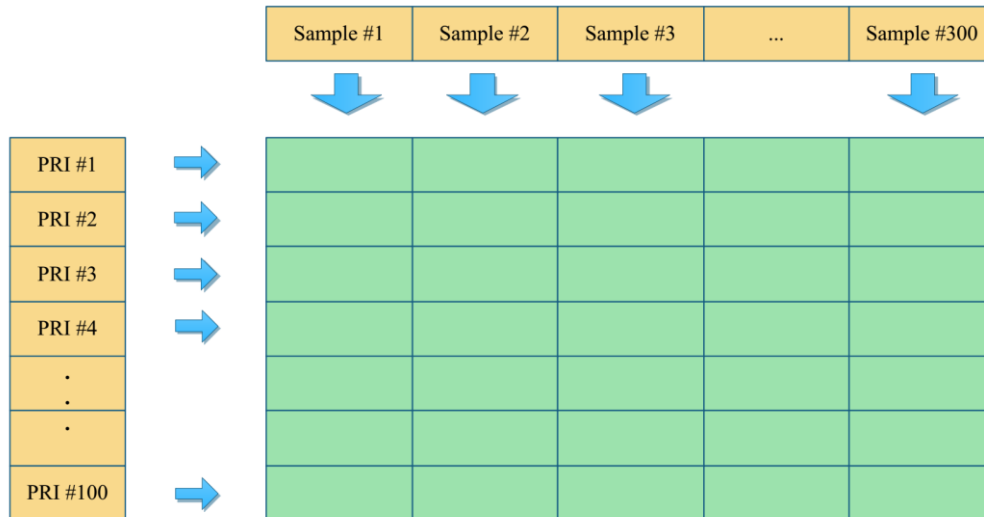 Sample #1 Sample #2 Sample #3 ... Sample #300
PRI #1
PRI #2
PRI #3
PRI #4
.
.
.
PRI #100